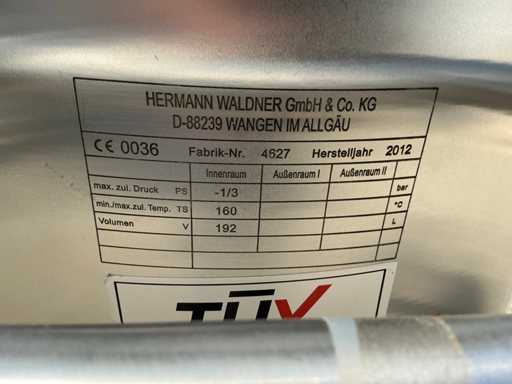 HERMANN WALDNER GmbH & Co. KG
D-88239 WANGEN IM ALLGÄU
CE 0036 Fabrik-Nr. 4627 Herstelljahr 2012
Innenraum Außenraum I Außenraum II
max. zul. Druck PS -1/3 bar
min./max.zul. Temp. TS 160 °C
Volumen V 192 L
TÜV